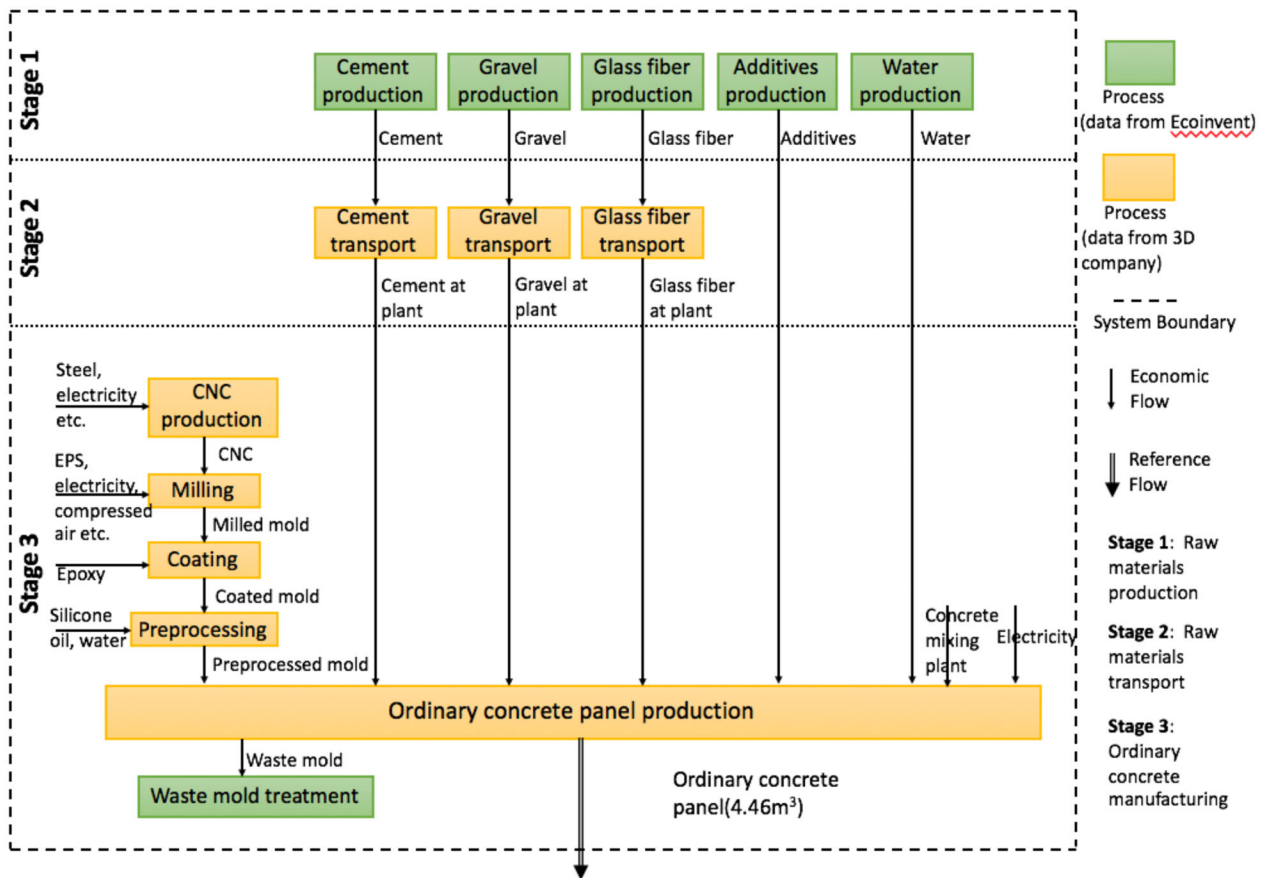 Stage 1
Cement
production
Gravel
production
Glass fiber
production
Additives
production
Water
production
Cement
Gravel
Glass fiber
Additives
Water
Stage 2
Cement
transport
Gravel
transport
Glass fiber
transport
Cement at
plant
Gravel at
plant
Glass fiber
at plant
Stage 3
Steel,
electricity
etc.
CNC
production
CNC
EPS,
electricity,
compressed
air etc.
Milling
Milled mold
Coating
Epoxy
Coated mold
Silicone
oil, water
Preprocessing
Preprocessed mold
Concrete
mixing
plant
Electricity
Ordinary concrete panel production
Waste mold
Waste mold treatment
Ordinary concrete
panel(4.46m³)
Process
(data from Ecoinvent)
Process
(data from 3D
company)
System Boundary
Economic
Flow
Reference
Flow
Stage 1: Raw
materials
production
Stage 2: Raw
materials
transport
Stage 3:
Ordinary
concrete
manufacturing